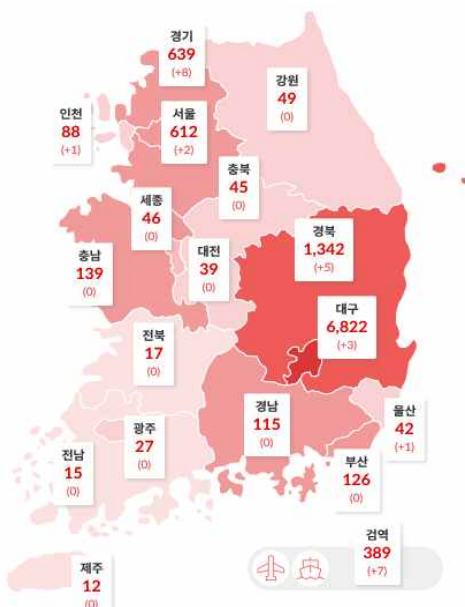 경기
639
(+8)
강원
49
(0)
인천
88
(+1)
서울
612
(+2)
충북
45
(0)
세종
46
(0)
경북
1,342
(+5)
충남
139
(0)
대전
39
(0)
대구
6,822
(+3)
전북
17
(0)
경남
115
(0)
울산
42
(+1)
광주
27
(0)
전남
15
(0)
부산
126
(0)
검역
389
(+7)
제주
12
(0)